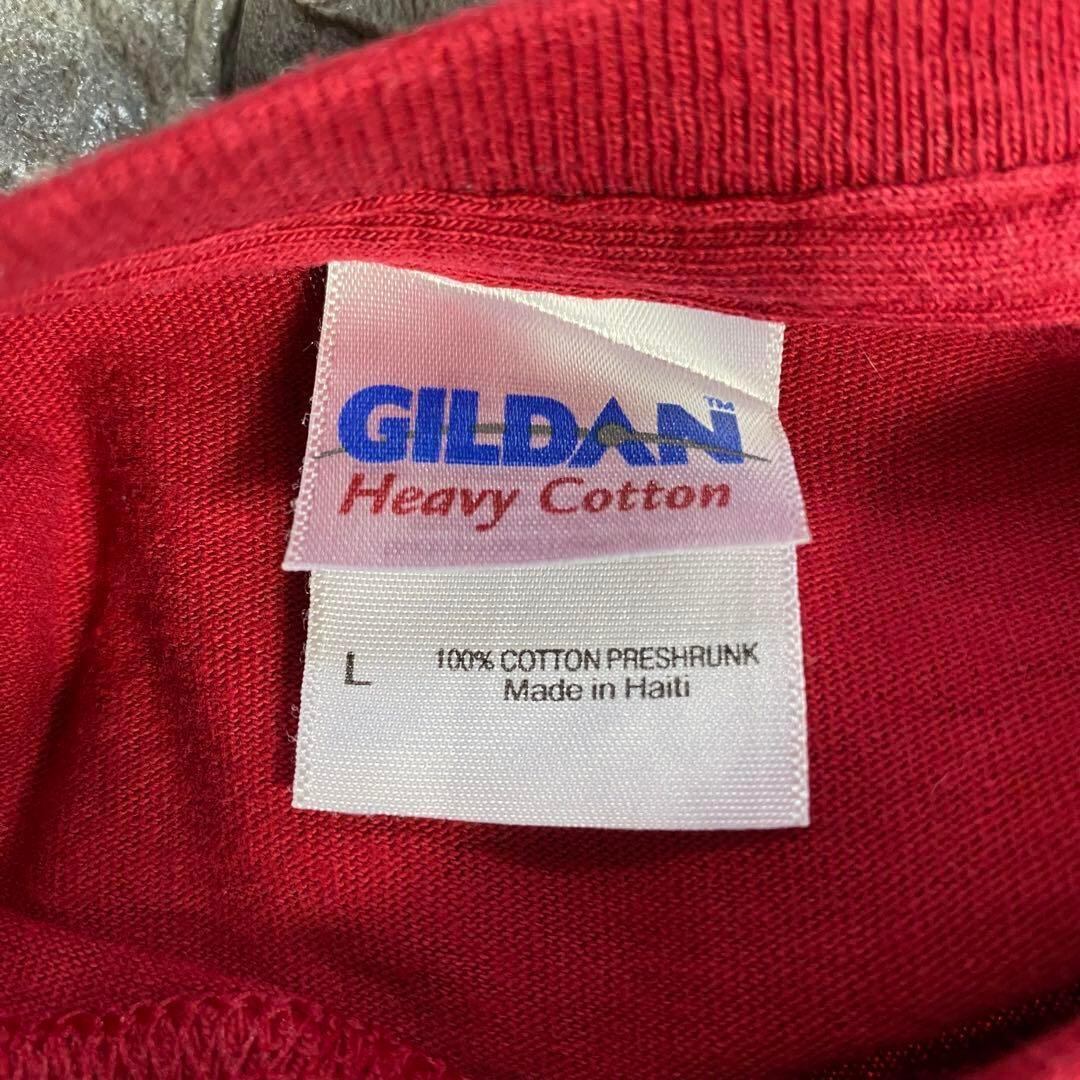 GILDAN™
Heavy Cotton
L 100% COTTON PRESHRUNK
Made in Haiti